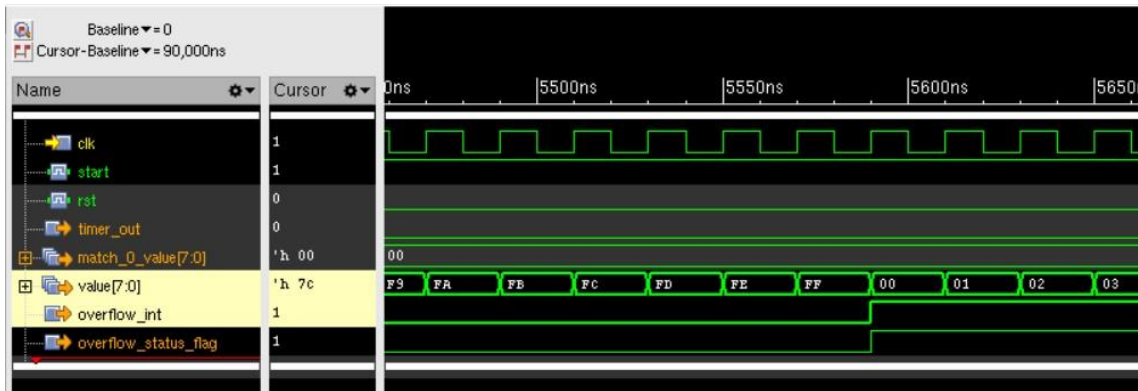 Baseline ▾= 0
Cursor-Baseline ▾= 90,000ns
Name Cursor 0ns 5500ns 5550ns 5600ns 5650
clk 1
start 1
rst 0
timer_out 0
match_0_value[7:0] 'h 00 00
value[7:0] 'h 7c F9 FA FB FC FD FE FF 00 01 02 03
overflow_int 1
overflow_status_flag 1